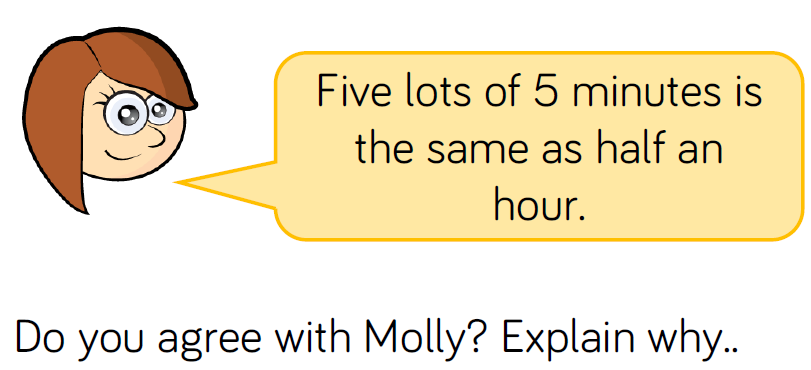 Five lots of 5 minutes is
the same as half an
hour.
Do you agree with Molly? Explain why..